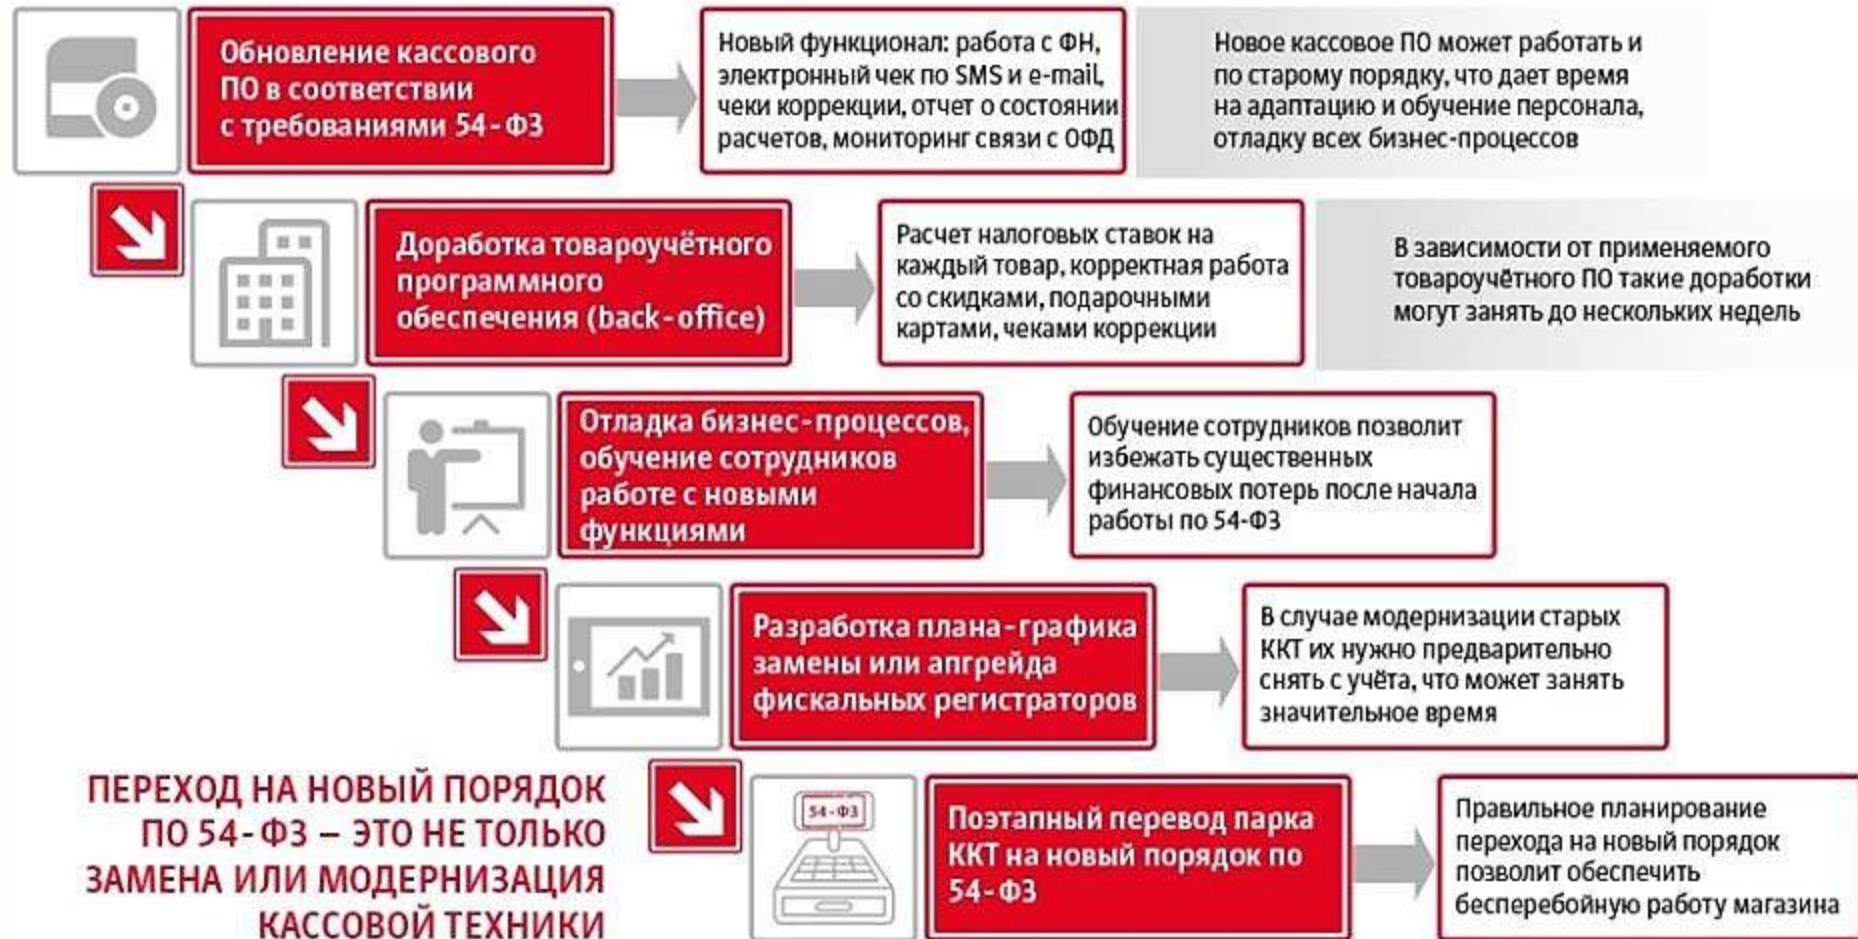 Обновление кассового
ПО в соответствии
с требованиями 54-ФЗ
Новый функционал: работа с ФН,
электронный чек по SMS и e-mail,
чеки коррекции, отчет о состоянии
расчетов, мониторинг связи с ОФД
Новое кассовое ПО может работать и
по старому порядку, что дает время
на адаптацию и обучение персонала,
отладку всех бизнес-процессов
Доработка товароучётного
программного
обеспечения (back-office)
Расчет налоговых ставок на
каждый товар, корректная работа
со скидками, подарочными
картами, чеками коррекции
В зависимости от применяемого
товароучётного ПО такие доработки
могут занять до нескольких недель
Отладка бизнес-процессов,
обучение сотрудников
работе с новыми
функциями
Обучение сотрудников позволит
избежать существенных
финансовых потерь после начала
работы по 54-ФЗ
Разработка плана-графика
замены или апгрейда
фискальных регистраторов
В случае модернизации старых
ККТ их нужно предварительно
снять с учёта, что может занять
значительное время
ПЕРЕХОД НА НОВЫЙ ПОРЯДОК
ПО 54-ФЗ – ЭТО НЕ ТОЛЬКО
ЗАМЕНА ИЛИ МОДЕРНИЗАЦИЯ
КАССОВОЙ ТЕХНИКИ
54-ФЗ
Поэтапный перевод парка
ККТ на новый порядок по
54-ФЗ
Правильное планирование
перехода на новый порядок
позволит обеспечить
бесперебойную работу магазина